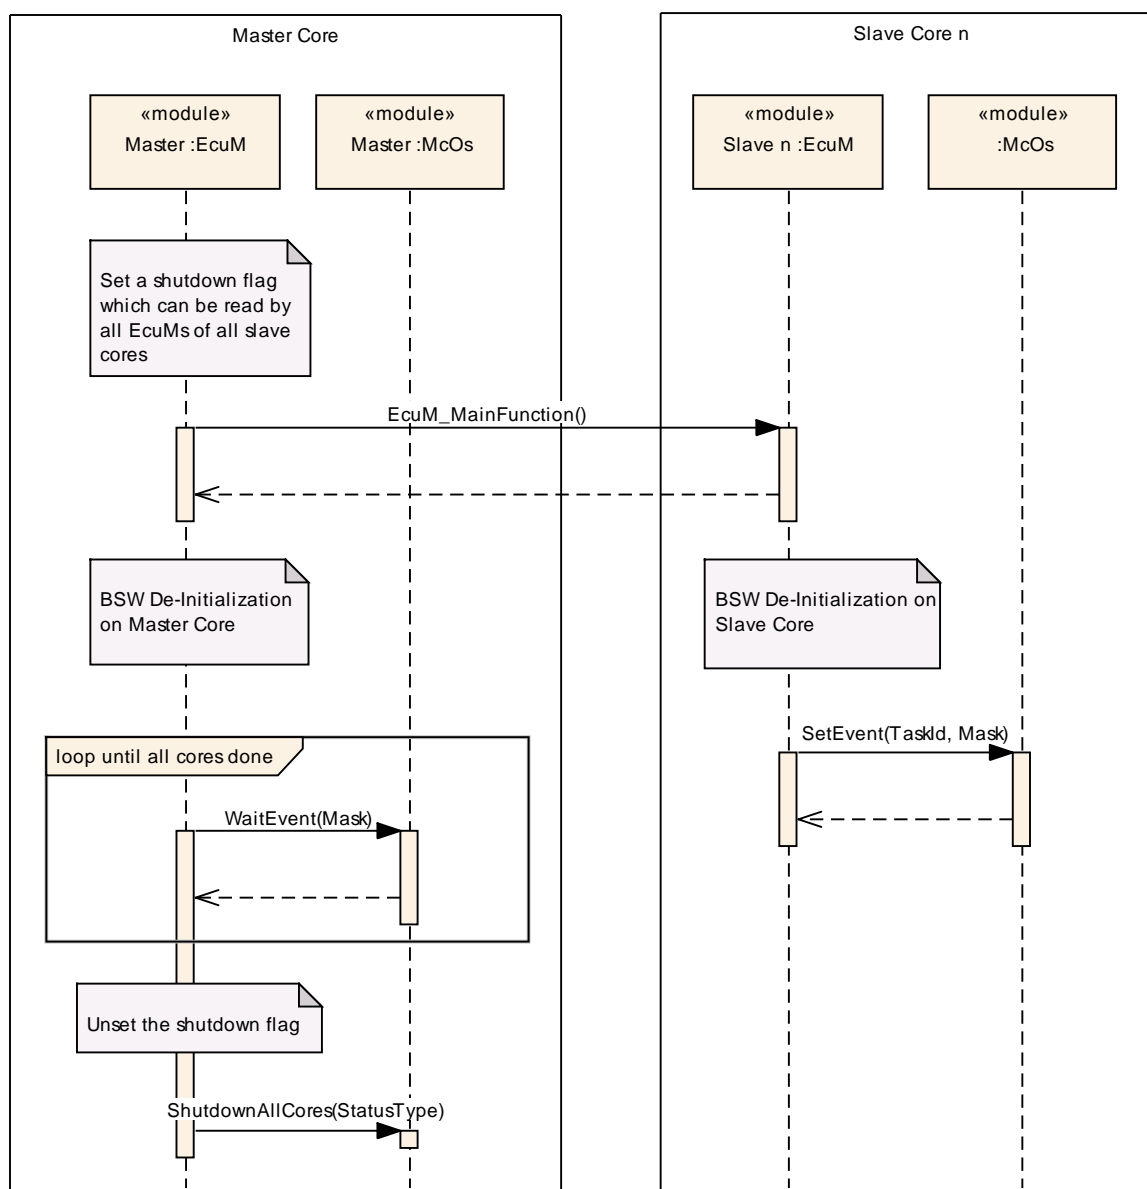 Master Core
Slave Core n
«module»
Master :EcuM
«module»
Master :McOs
«module»
Slave n :EcuM
«module»
:McOs
Set a shutdown flag
which can be read by
all EcuMs of all slave
cores
EcuM_MainFunction()
BSW De-Initialization
on Master Core
BSW De-Initialization on
Slave Core
SetEvent(TaskId, Mask)
loop until all cores done
WaitEvent(Mask)
Unset the shutdown flag
ShutdownAllCores(StatusType)